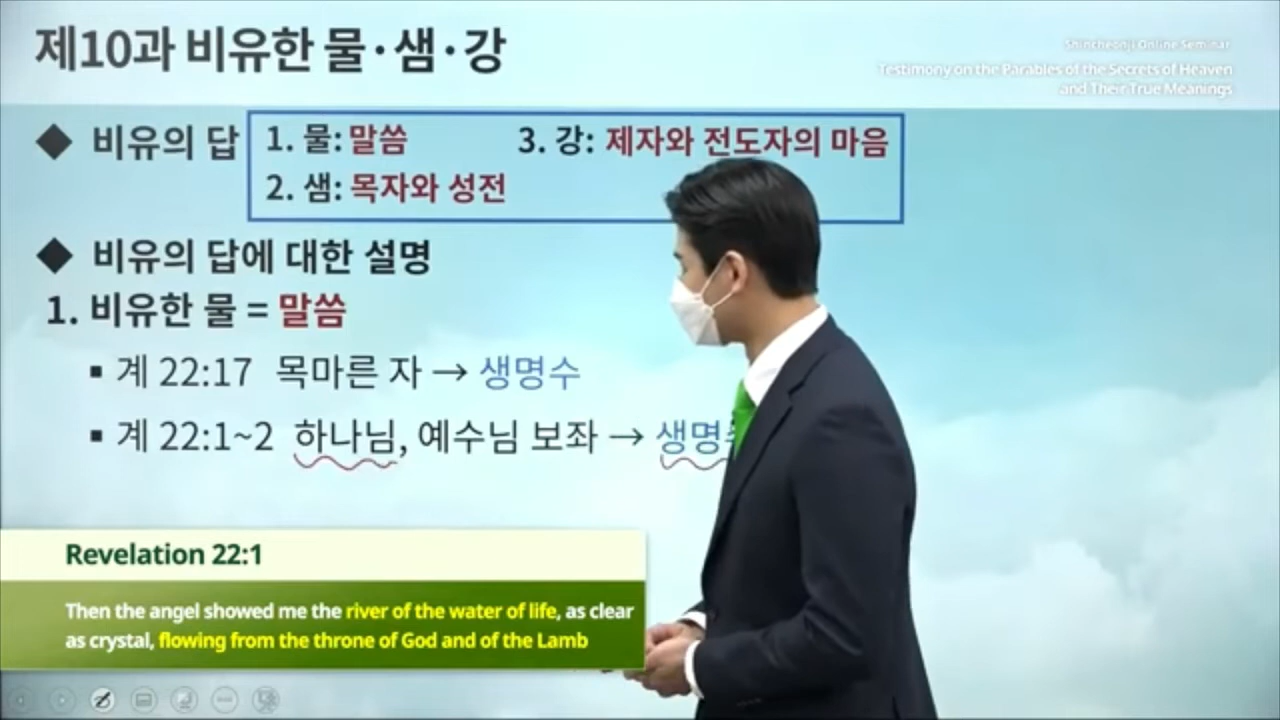 제10과 비유한 물·샘·강
Shincheonji Online Seminar
Testimony on the Parables of the Secrets of Heaven
and Their True Meanings
◆ 비유의 답
1. 물: 말씀 3. 강: 제자와 전도자의 마음
2. 샘: 목자와 성전
◆ 비유의 답에 대한 설명
1. 비유한 물 = 말씀
▪ 계 22:17 목마른 자 → 생명수
▪ 계 22:1~2 하나님, 예수님 보좌 → 생명
Revelation 22:1
Then the angel showed me the river of the water of life, as clear
as crystal, flowing from the throne of God and of the Lamb